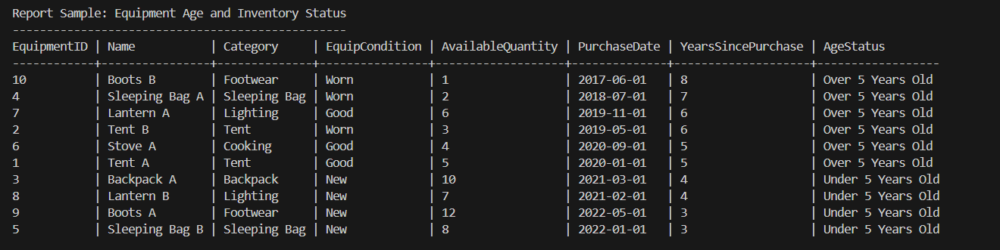 Report Sample: Equipment Age and Inventory Status
-------------------------------------------------
EquipmentID | Name           | Category     | EquipCondition | AvailableQuantity | PurchaseDate | YearsSincePurchase | AgeStatus
------------+----------------+--------------+----------------+-------------------+--------------+--------------------+------------------
10          | Boots B        | Footwear     | Worn           | 1                 | 2017-06-01   | 8                  | Over 5 Years Old
4           | Sleeping Bag A | Sleeping Bag | Worn           | 2                 | 2018-07-01   | 7                  | Over 5 Years Old
7           | Lantern A      | Lighting     | Good           | 6                 | 2019-11-01   | 6                  | Over 5 Years Old
2           | Tent B         | Tent         | Worn           | 3                 | 2019-05-01   | 6                  | Over 5 Years Old
6           | Stove A        | Cooking      | Good           | 4                 | 2020-09-01   | 5                  | Over 5 Years Old
1           | Tent A         | Tent         | Good           | 5                 | 2020-01-01   | 5                  | Over 5 Years Old
3           | Backpack A     | Backpack     | New            | 10                | 2021-03-01   | 4                  | Under 5 Years Old
8           | Lantern B      | Lighting     | New            | 7                 | 2021-02-01   | 4                  | Under 5 Years Old
9           | Boots A        | Footwear     | New            | 12                | 2022-05-01   | 3                  | Under 5 Years Old
5           | Sleeping Bag B | Sleeping Bag | New            | 8                 | 2022-01-01   | 3                  | Under 5 Years Old